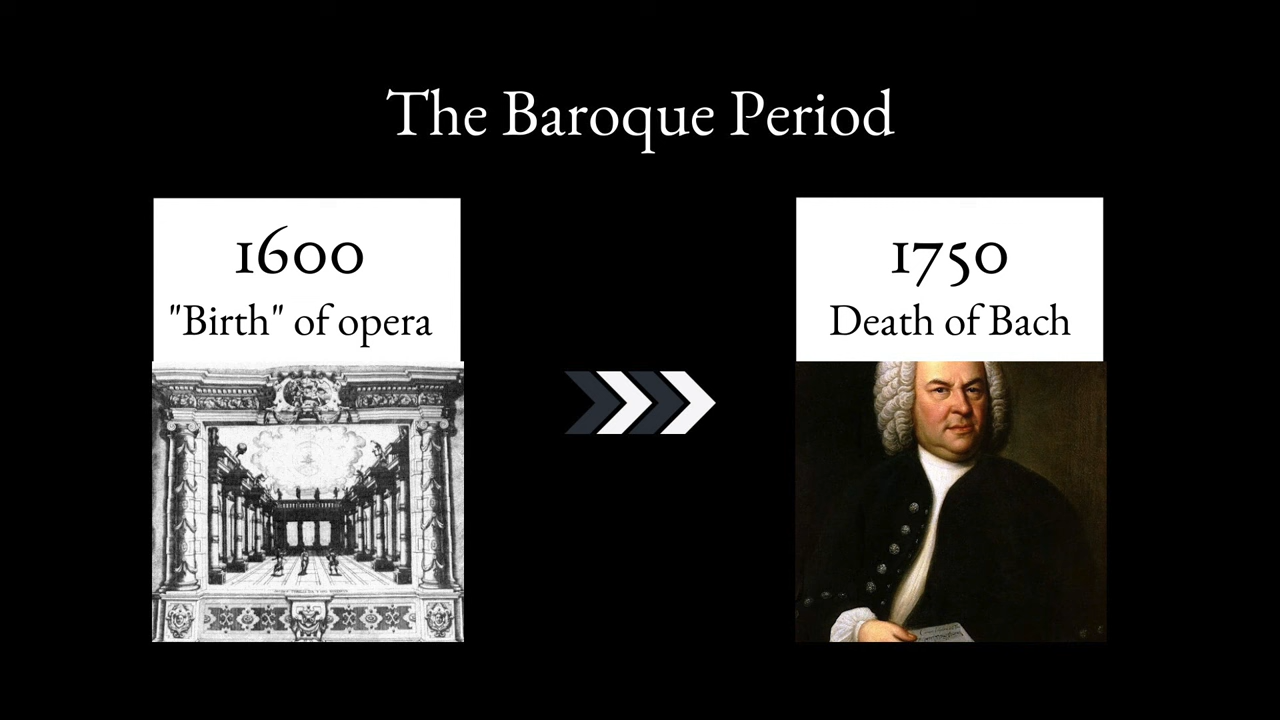 The Baroque Period
1600
"Birth" of opera
1750
Death of Bach